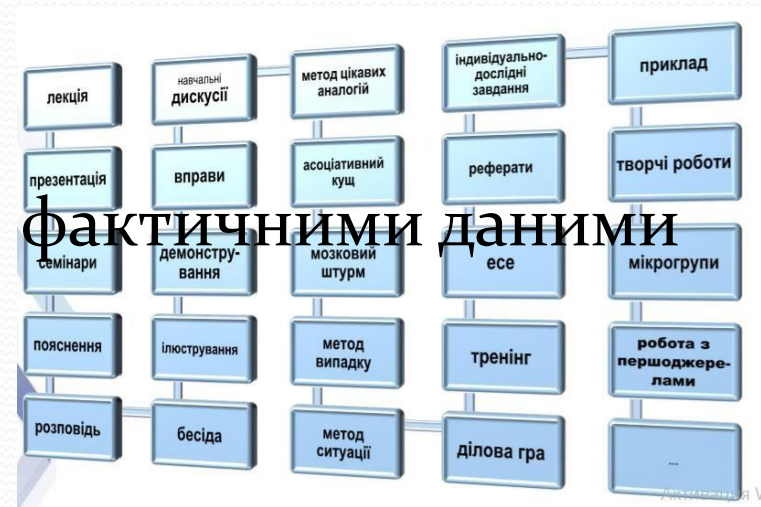 лекція
презентація
семінари
пояснення
розповідь
навчальні
дискусії
вправи
демонстру-
вання
ілюстрування
бесіда
метод цікавих
аналогій
асоціативний
кущ
мозковий
штурм
метод
випадку
метод
ситуації
індивідуально-
дослідні
завдання
реферати
есе
тренінг
ділова гра
приклад
творчі роботи
мікрогрупи
робота з
першоджере-
лами
...
фактичними даними